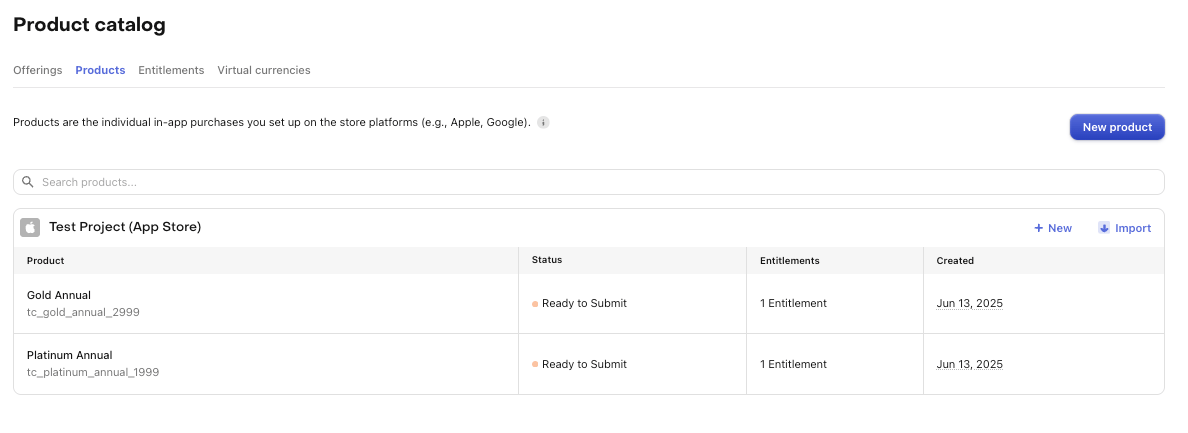 Product catalog
Offerings Products Entitlements Virtual currencies
Products are the individual in-app purchases you set up on the store platforms (e.g., Apple, Google). i
New product
Search products...
Test Project (App Store) + New Import
Product Status Entitlements Created
Gold Annual
tc_gold_annual_2999
Ready to Submit 1 Entitlement Jun 13, 2025
Platinum Annual
tc_platinum_annual_1999
Ready to Submit 1 Entitlement Jun 13, 2025